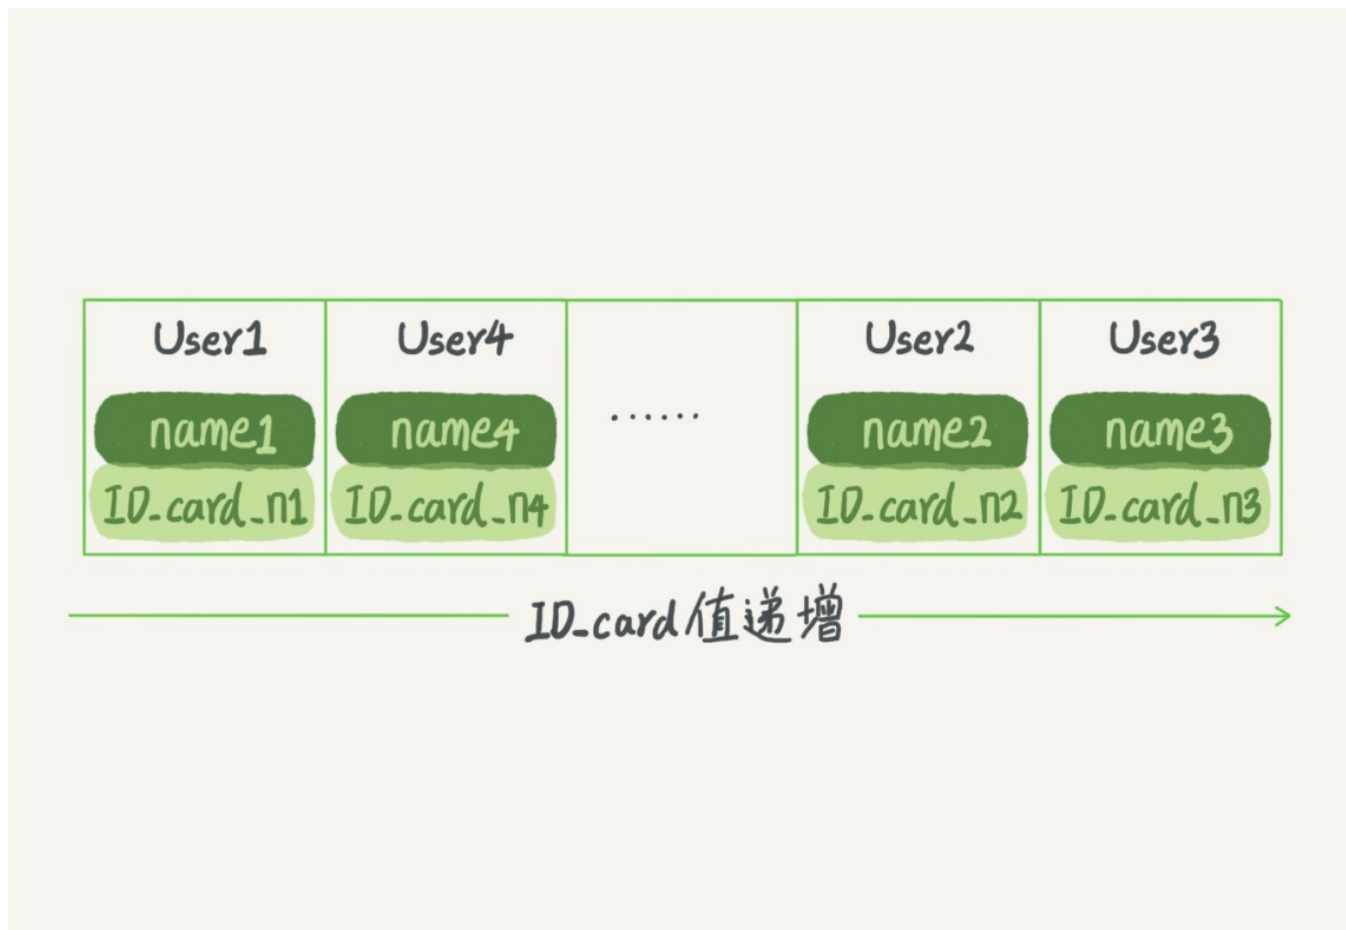 User1 User4 User2 User3
name1 name4 ...... name2 name3
ID_card_n1 ID_card_n4 ID_card_n2 ID_card_n3
ID_card值递增